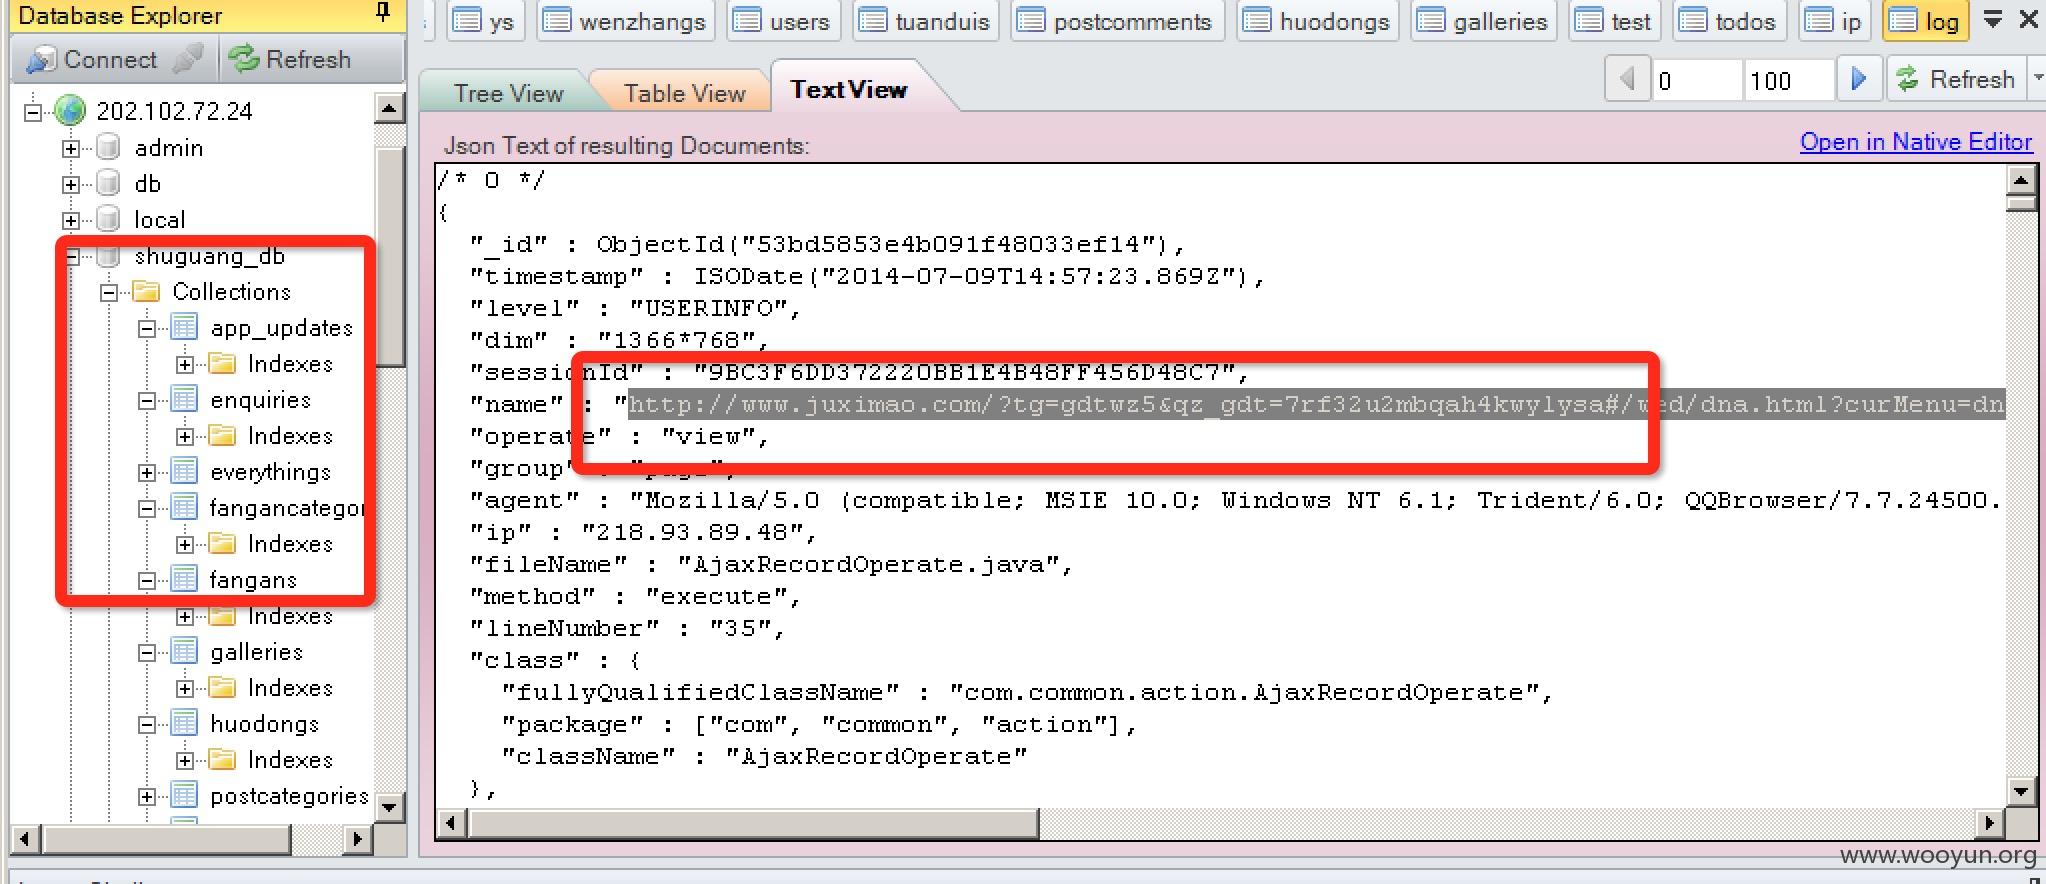 Database Explorer
Connect
Refresh
202.102.72.24
admin
db
local
shuguang_db
Collections
app_updates
Indexes
enquiries
Indexes
everythings
fangancategor
Indexes
fangans
Indexes
galleries
Indexes
huodongs
Indexes
postcategories
ys
wenzhangs
users
tuanduis
postcomments
huodongs
galleries
test
todos
ip
log
Tree View
Table View
Text View
0
100
Refresh
Json Text of resulting Documents:
Open in Native Editor
/* 0 */
{
"_id" : ObjectId("53bd5853e4b091f48033ef14"),
"timestamp" : ISODate("2014-07-09T14:57:23.869Z"),
"level" : "USERINFO",
"dim" : "1366*768",
"sessionId" : "9BC3F6DD372220BB1E4B48FF456D48C7",
"name" : "http://www.juximao.com/?tg=gdtwz5&qz_gdt=7rf32u2mbqah4kwylysa#/wed/dna.html?curMenu=dn
"operate" : "view",
"group" : "page",
"agent" : "Mozilla/5.0 (compatible; MSIE 10.0; Windows NT 6.1; Trident/6.0; QQBrowser/7.7.24500.
"ip" : "218.93.89.48",
"fileName" : "AjaxRecordOperate.java",
"method" : "execute",
"lineNumber" : "35",
"class" : {
"fullyQualifiedClassName" : "com.common.action.AjaxRecordOperate",
"package" : ["com", "common", "action"],
"className" : "AjaxRecordOperate"
},
www.wooyun.org